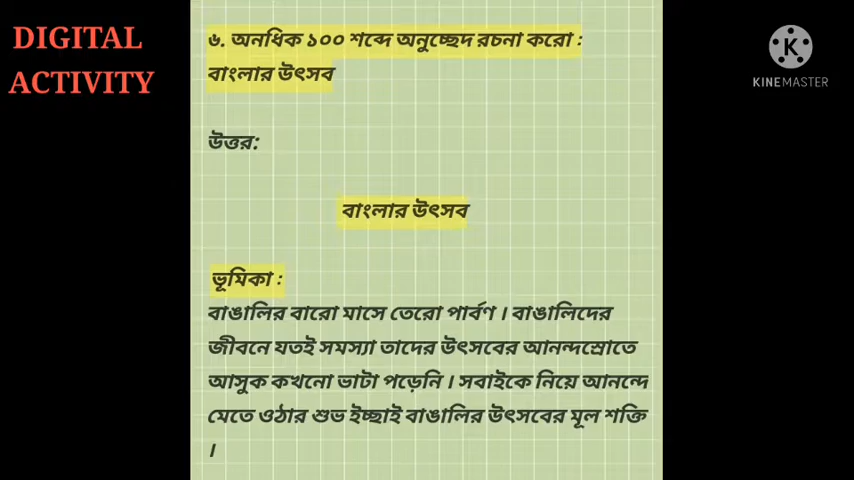 DIGITAL
ACTIVITY
৬. অনধিক ১০০ শব্দে অনুচ্ছেদ রচনা করো :
বাংলার উৎসব
উত্তর:
বাংলার উৎসব
ভূমিকা :
বাঙালির বারো মাসে তেরো পার্বণ । বাঙালিদের
জীবনে যতই সমস্যা তাদের উৎসবের আনন্দস্রোতে
আসুক কখনো ভাটা পড়েনি । সবাইকে নিয়ে আনন্দে
মেতে ওঠার শুভ ইচ্ছাই বাঙালির উৎসবের মূল শক্তি
।
K
KINEMASTER